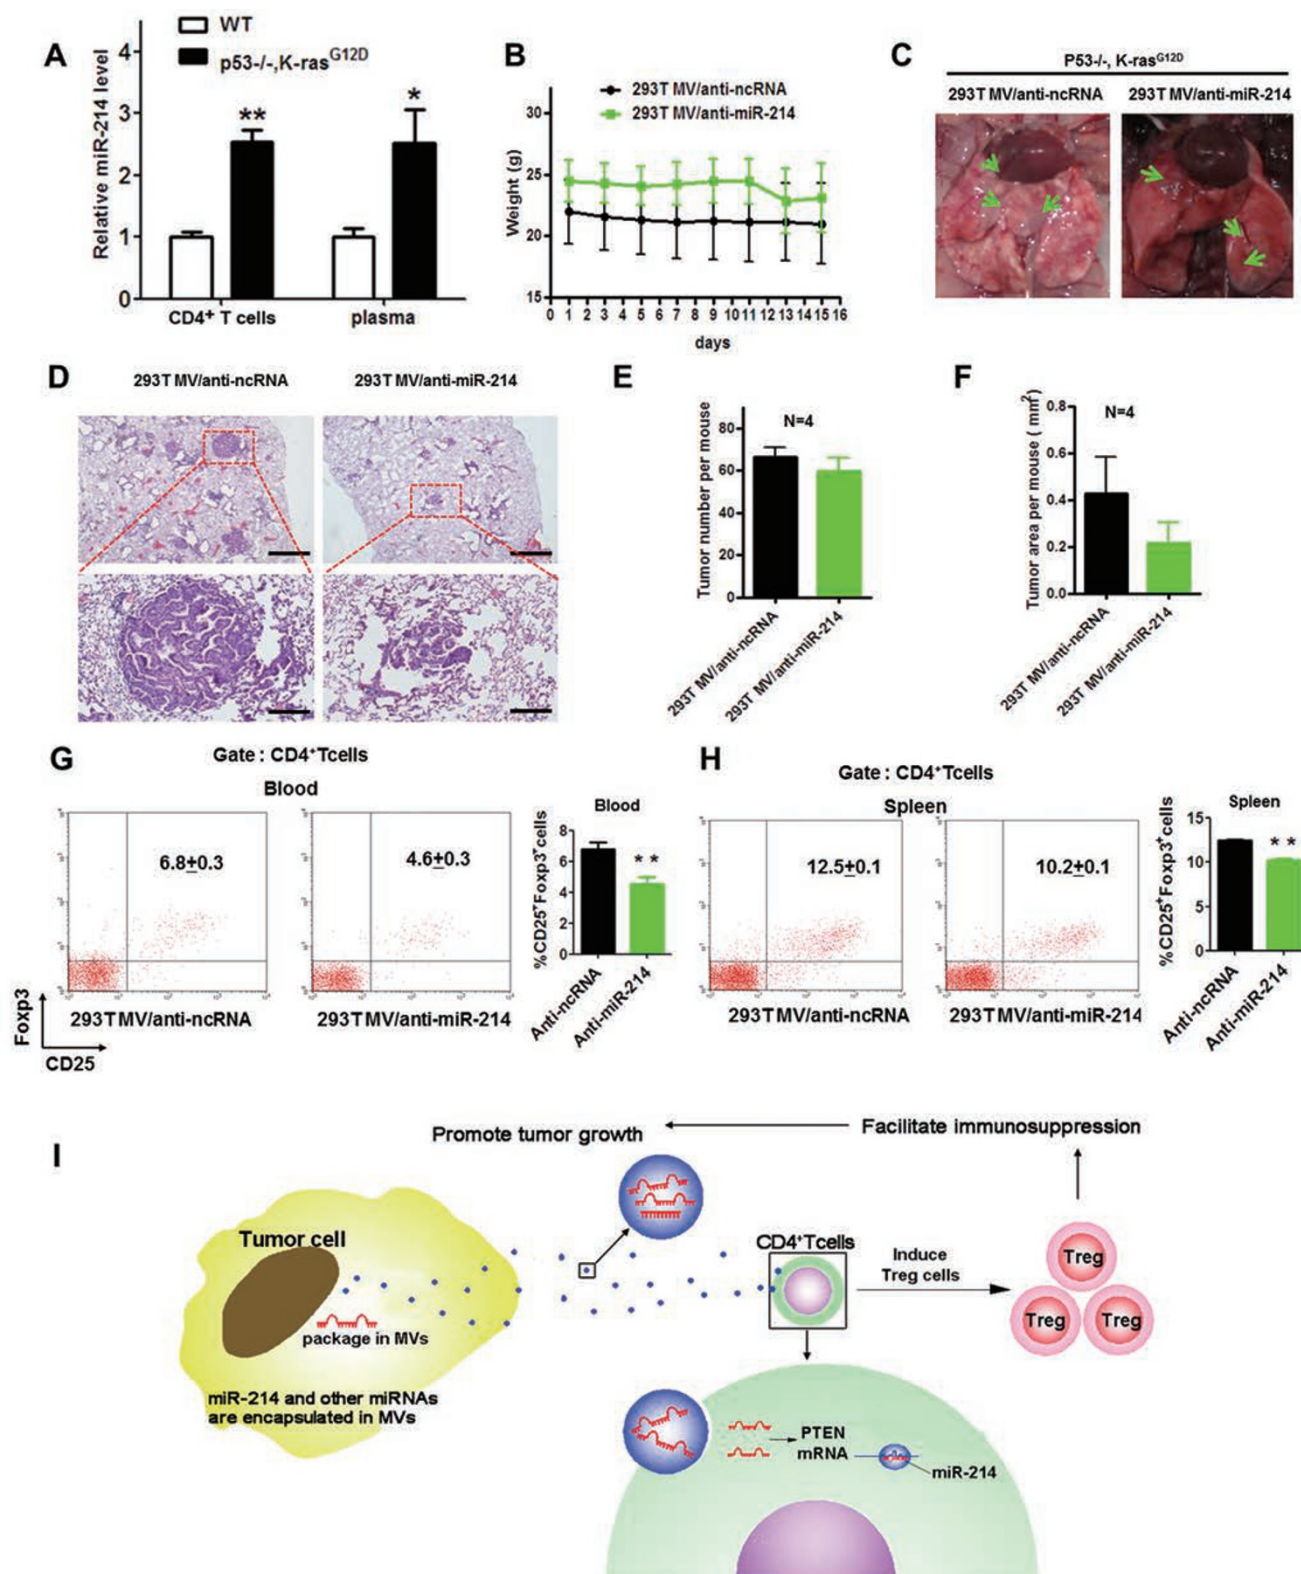 A
Relative miR-214 level
4
3
2
1
0
WT
p53-/-,K-ras^G12D
**
*
CD4⁺ T cells
plasma
B
293T MV/anti-ncRNA
293T MV/anti-miR-214
Weight (g)
30
25
20
15
0 1 2 3 4 5 6 7 8 9 10 11 12 13 14 15 16
days
C
P53-/-, K-ras^G12D
293T MV/anti-ncRNA
293T MV/anti-miR-214
D
293T MV/anti-ncRNA
293T MV/anti-miR-214
E
Tumor number per mouse
80
60
40
20
0
N=4
293T MV/anti-ncRNA
293T MV/anti-miR-214
F
Tumor area per mouse ( mm²)
0.8
0.6
0.4
0.2
0.0
N=4
293T MV/anti-ncRNA
293T MV/anti-miR-214
G
Gate : CD4⁺Tcells
Blood
6.8±0.3
4.6±0.3
Foxp3
CD25
293T MV/anti-ncRNA
293T MV/anti-miR-214
Blood
%CD25⁺Foxp3⁺cells
8
6
4
2
0
**
Anti-ncRNA
Anti-miR-214
H
Gate : CD4⁺Tcells
Spleen
12.5±0.1
10.2±0.1
293T MV/anti-ncRNA
293T MV/anti-miR-214
Spleen
%CD25⁺Foxp3⁺cells
15
10
5
0
**
Anti-ncRNA
Anti-miR-214
I
Promote tumor growth
Facilitate immunosuppression
Tumor cell
package in MVs
miR-214 and other miRNAs
are encapsulated in MVs
CD4⁺Tcells
Induce
Treg cells
Treg
Treg
Treg
PTEN
mRNA
miR-214